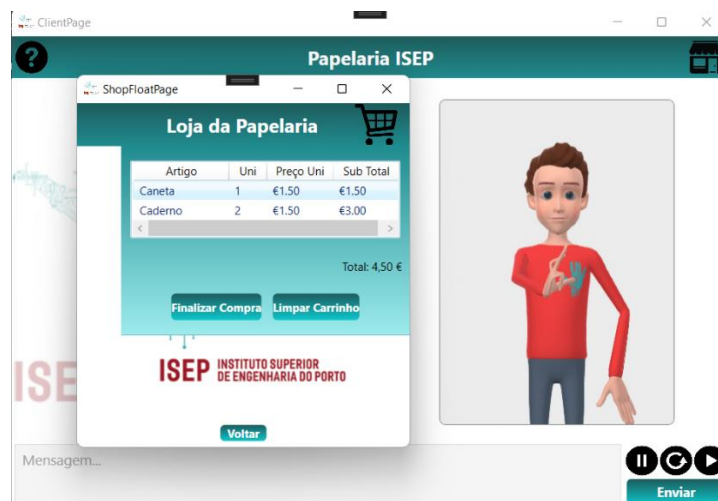 ClientPage
Papelaria ISEP
ShopFloatPage
Loja da Papelaria
Artigo Uni Preço Uni Sub Total
Caneta 1 €1.50 €1.50
Caderno 2 €1.50 €3.00
Total: 4,50 €
Finalizar Compra Limpar Carrinho
ISE
ISEP INSTITUTO SUPERIOR
DE ENGENHARIA DO PORTO
Voltar
Mensagem...
Enviar